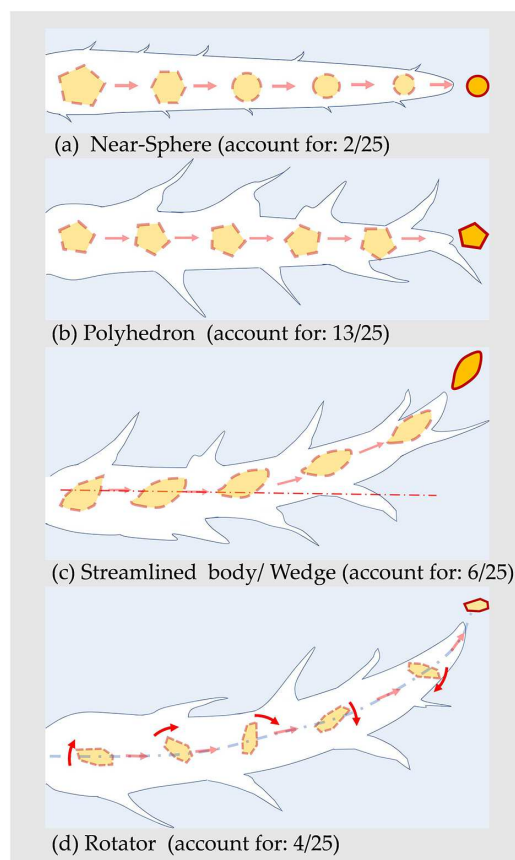 (a) Near-Sphere (account for: 2/25)
(b) Polyhedron (account for: 13/25)
(c) Streamlined body/ Wedge (account for: 6/25)
(d) Rotator (account for: 4/25)